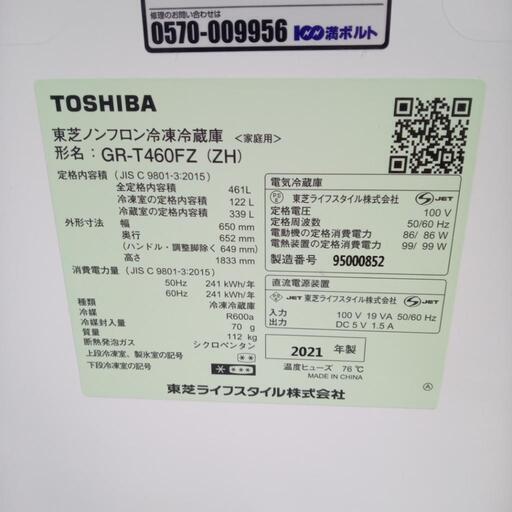 修理のお問い合わせは
0570-009956 100満ボルト
TOSHIBA
東芝ノンフロン冷凍冷蔵庫 <家庭用>
形名：GR-T460FZ (ZH)
定格内容積 (JIS C 9801-3:2015)
全定格内容積 461L
冷凍室の定格内容積 122 L
冷蔵室の定格内容積 339 L
外形寸法 幅 650 mm
奥行 652 mm
(ハンドル・調整脚除く 649 mm)
高さ 1833 mm
消費電力量 (JIS C 9801-3:2015)
50Hz 241 kWh/年
60Hz 241 kWh/年
種類 冷凍冷蔵庫
冷媒 R600a
冷媒封入量 70 g
質量 112 kg
断熱発泡ガス シクロペンタン
上段冷凍室、製氷室の記号
下段冷凍室の記号
電気冷蔵庫
東芝ライフスタイル株式会社 JET
定格電圧 100 V
定格周波数 50/60 Hz
電動機の定格消費電力 86/ 86 W
電熱装置の定格消費電力 99/ 99 W
製造番号 95000852
直流電源装置
JET 東芝ライフスタイル株式会社 JET
入力 100 V 19 VA 50/60 Hz
出力 DC 5 V 1.5 A
2021 年製
温度ヒューズ 76 ℃
MADE IN CHINA
東芝ライフスタイル株式会社
Ⓐ